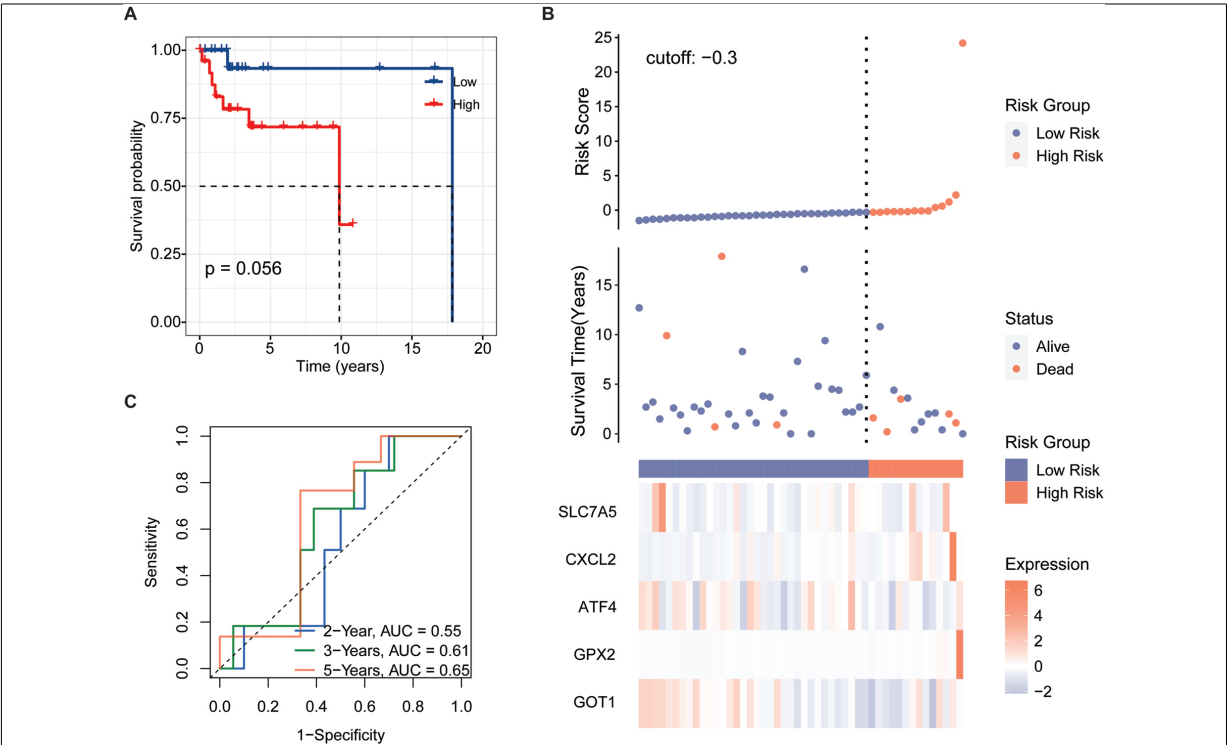 A
Survival probability
1.00
0.75
0.50
0.25
0.00
Low
High
p = 0.056
0 5 10 15 20
Time (years)
B
Risk Score
25
20
15
10
5
0
cutoff: −0.3
Risk Group
Low Risk
High Risk
Survival Time(Years)
15
10
5
0
Status
Alive
Dead
Risk Group
Low Risk
High Risk
SLC7A5
CXCL2
ATF4
GPX2
GOT1
Expression
6
4
2
0
−2
C
Sensitivity
1.0
0.8
0.6
0.4
0.2
0.0
2−Year, AUC = 0.55
3−Years, AUC = 0.61
5−Years, AUC = 0.65
0.0 0.2 0.4 0.6 0.8 1.0
1−Specificity